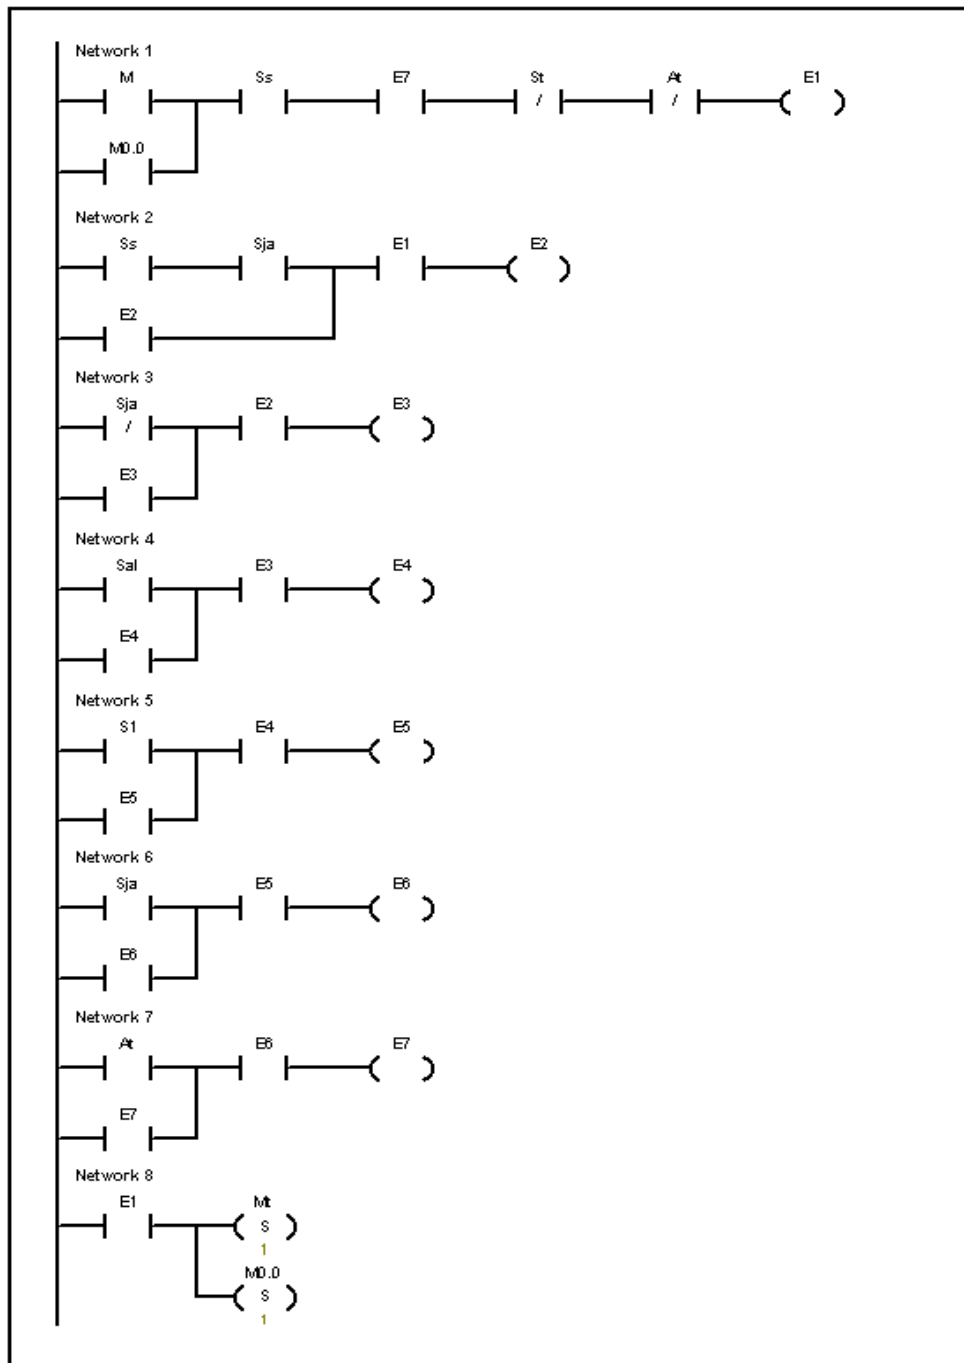 Network 1
M Ss E7 St At E1
/ /
M0.0
Network 2
Ss Sja E1 E2
E2
Network 3
Sja E2 E3
/
E3
Network 4
Sal E3 E4
E4
Network 5
S1 E4 E5
E5
Network 6
Sja E5 E6
E6
Network 7
At E6 E7
E7
Network 8
E1 Mt
S
1
M0.0
S
1